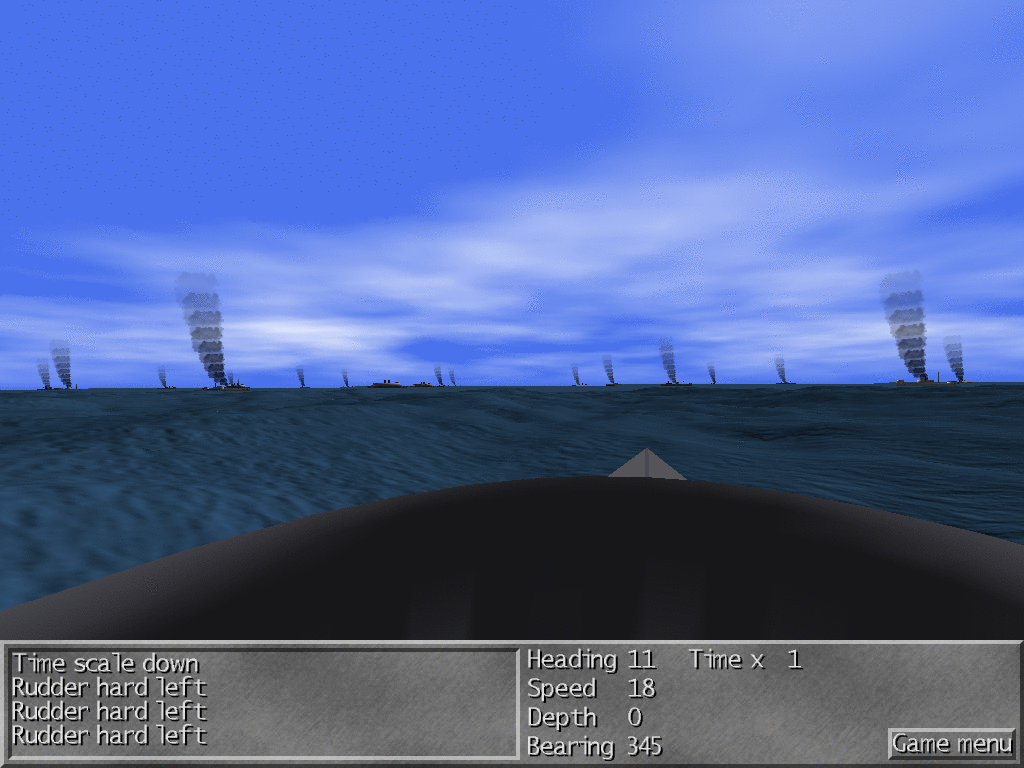 Time scale down
Rudder hard left
Rudder hard left
Rudder hard left
Heading 11 Time x 1
Speed 18
Depth 0
Bearing 345
Game menu